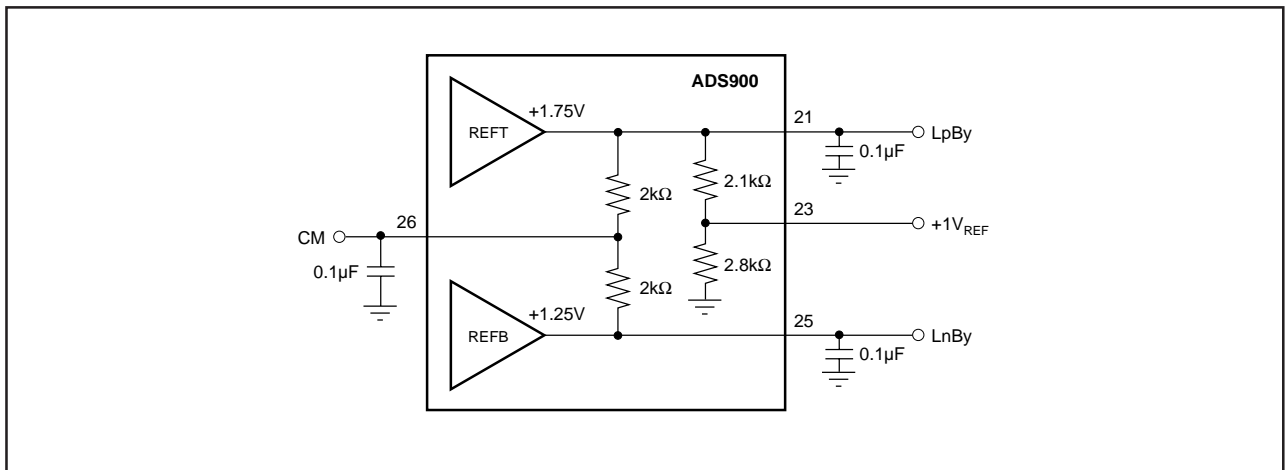 ADS900
+1.75V
REFT
21
LpBy
0.1µF
2kΩ
2.1kΩ
23
+1VREF
26
CM
0.1µF
2kΩ
2.8kΩ
+1.25V
REFB
25
LnBy
0.1µF